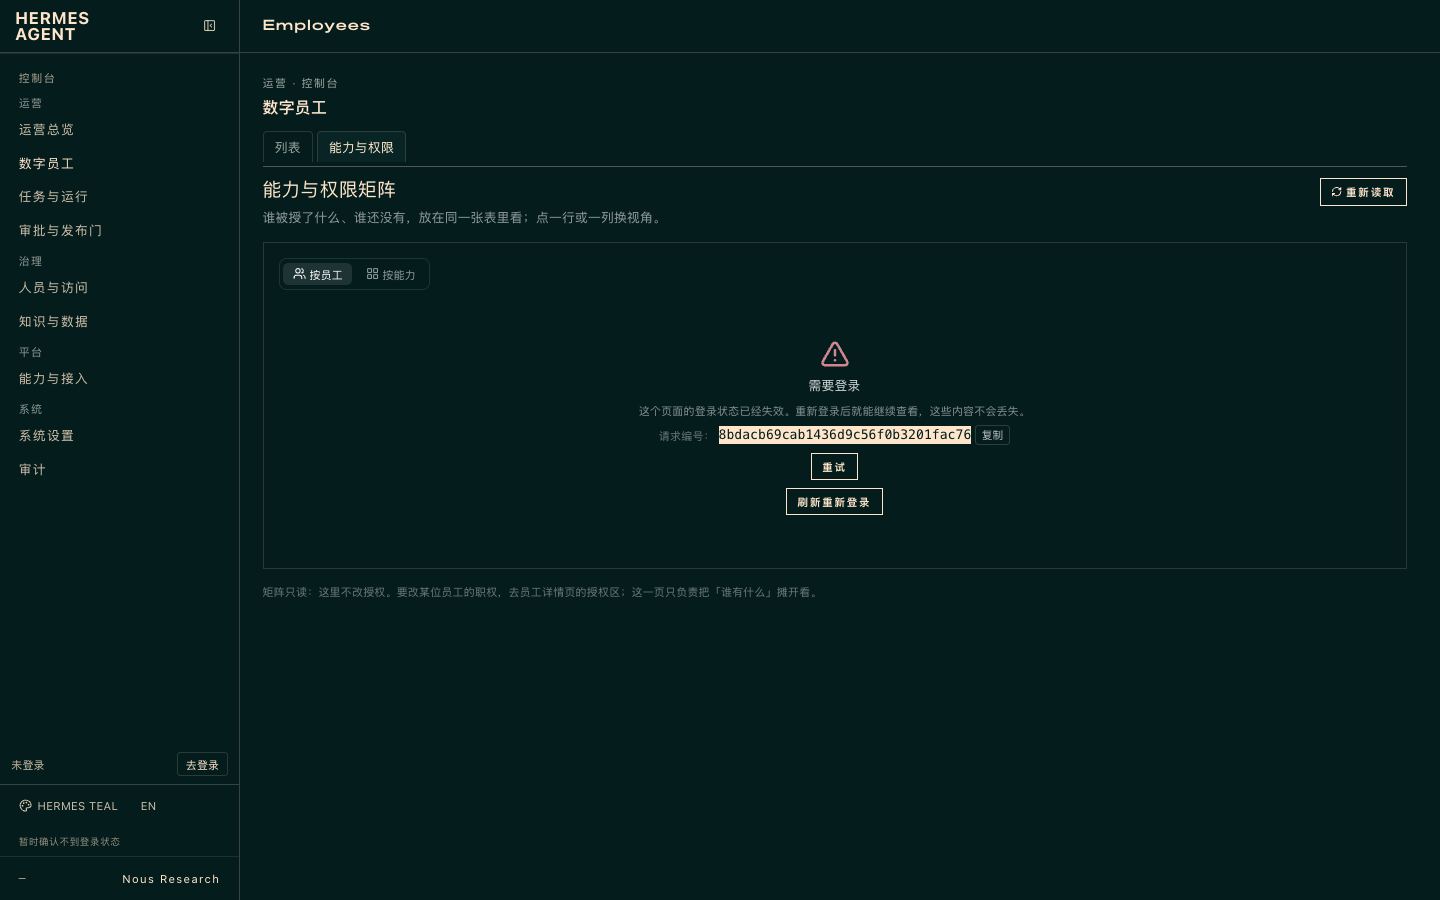 HERMES
AGENT
Employees
控制台
运营
运营总览
数字员工
任务与运行
审批与发布门
治理
人员与访问
知识与数据
平台
能力与接入
系统
系统设置
审计
未登录
去登录
HERMES TEAL
EN
暂时确认不到登录状态
—
Nous Research
运营 · 控制台
数字员工
列表
能力与权限
能力与权限矩阵
重新读取
谁被授了什么、谁还没有，放在同一张表里看；点一行或一列换视角。
按员工
按能力
需要登录
这个页面的登录状态已经失效。重新登录后就能继续查看，这些内容不会丢失。
请求编号： 8bdacb69cab1436d9c56f0b3201fac76 复制
重试
刷新重新登录
矩阵只读：这里不改授权。要改某位员工的职权，去员工详情页的授权区；这一页只负责把「谁有什么」摊开看。